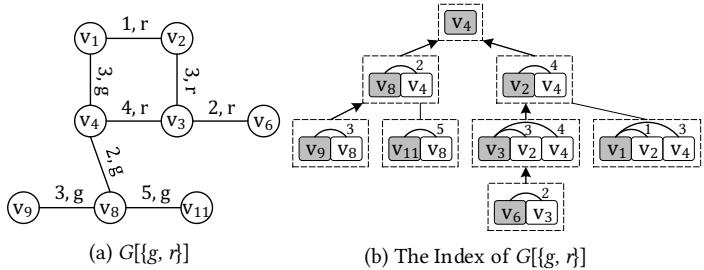 v1 1, r v2
3, g
3, r
v4 4, r v3 2, r v6
2, g
v9 3, g v8 5, g v11
(a) G[{g, r}]
v4
2
v8 v4
4
v2 v4
3
v9 v8
5
v11 v8
3 4
v3 v2 v4
1 3
v1 v2 v4
2
v6 v3
(b) The Index of G[{g, r}]